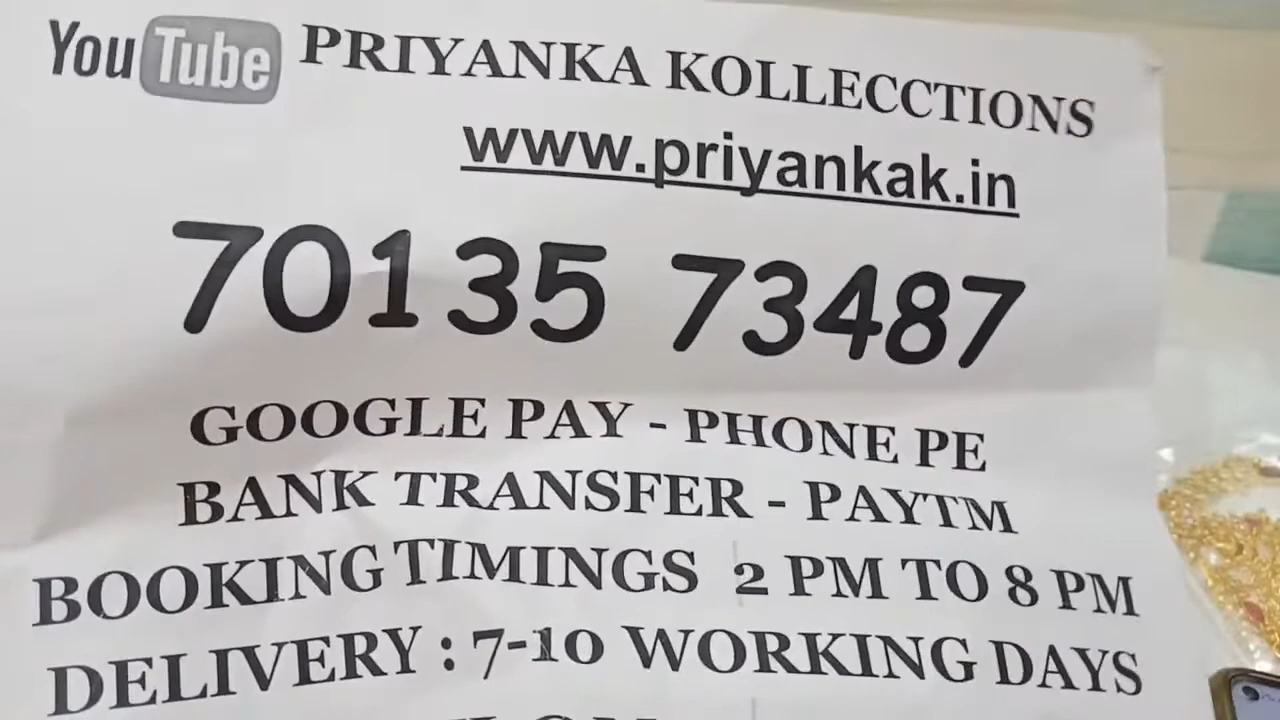 YouTube PRIYANKA KOLLECCTIONS
www.priyankak.in
70135 73487
GOOGLE PAY - PHONE PE
BANK TRANSFER - PAYTM
BOOKING TIMINGS 2 PM TO 8 PM
DELIVERY : 7-10 WORKING DAYS